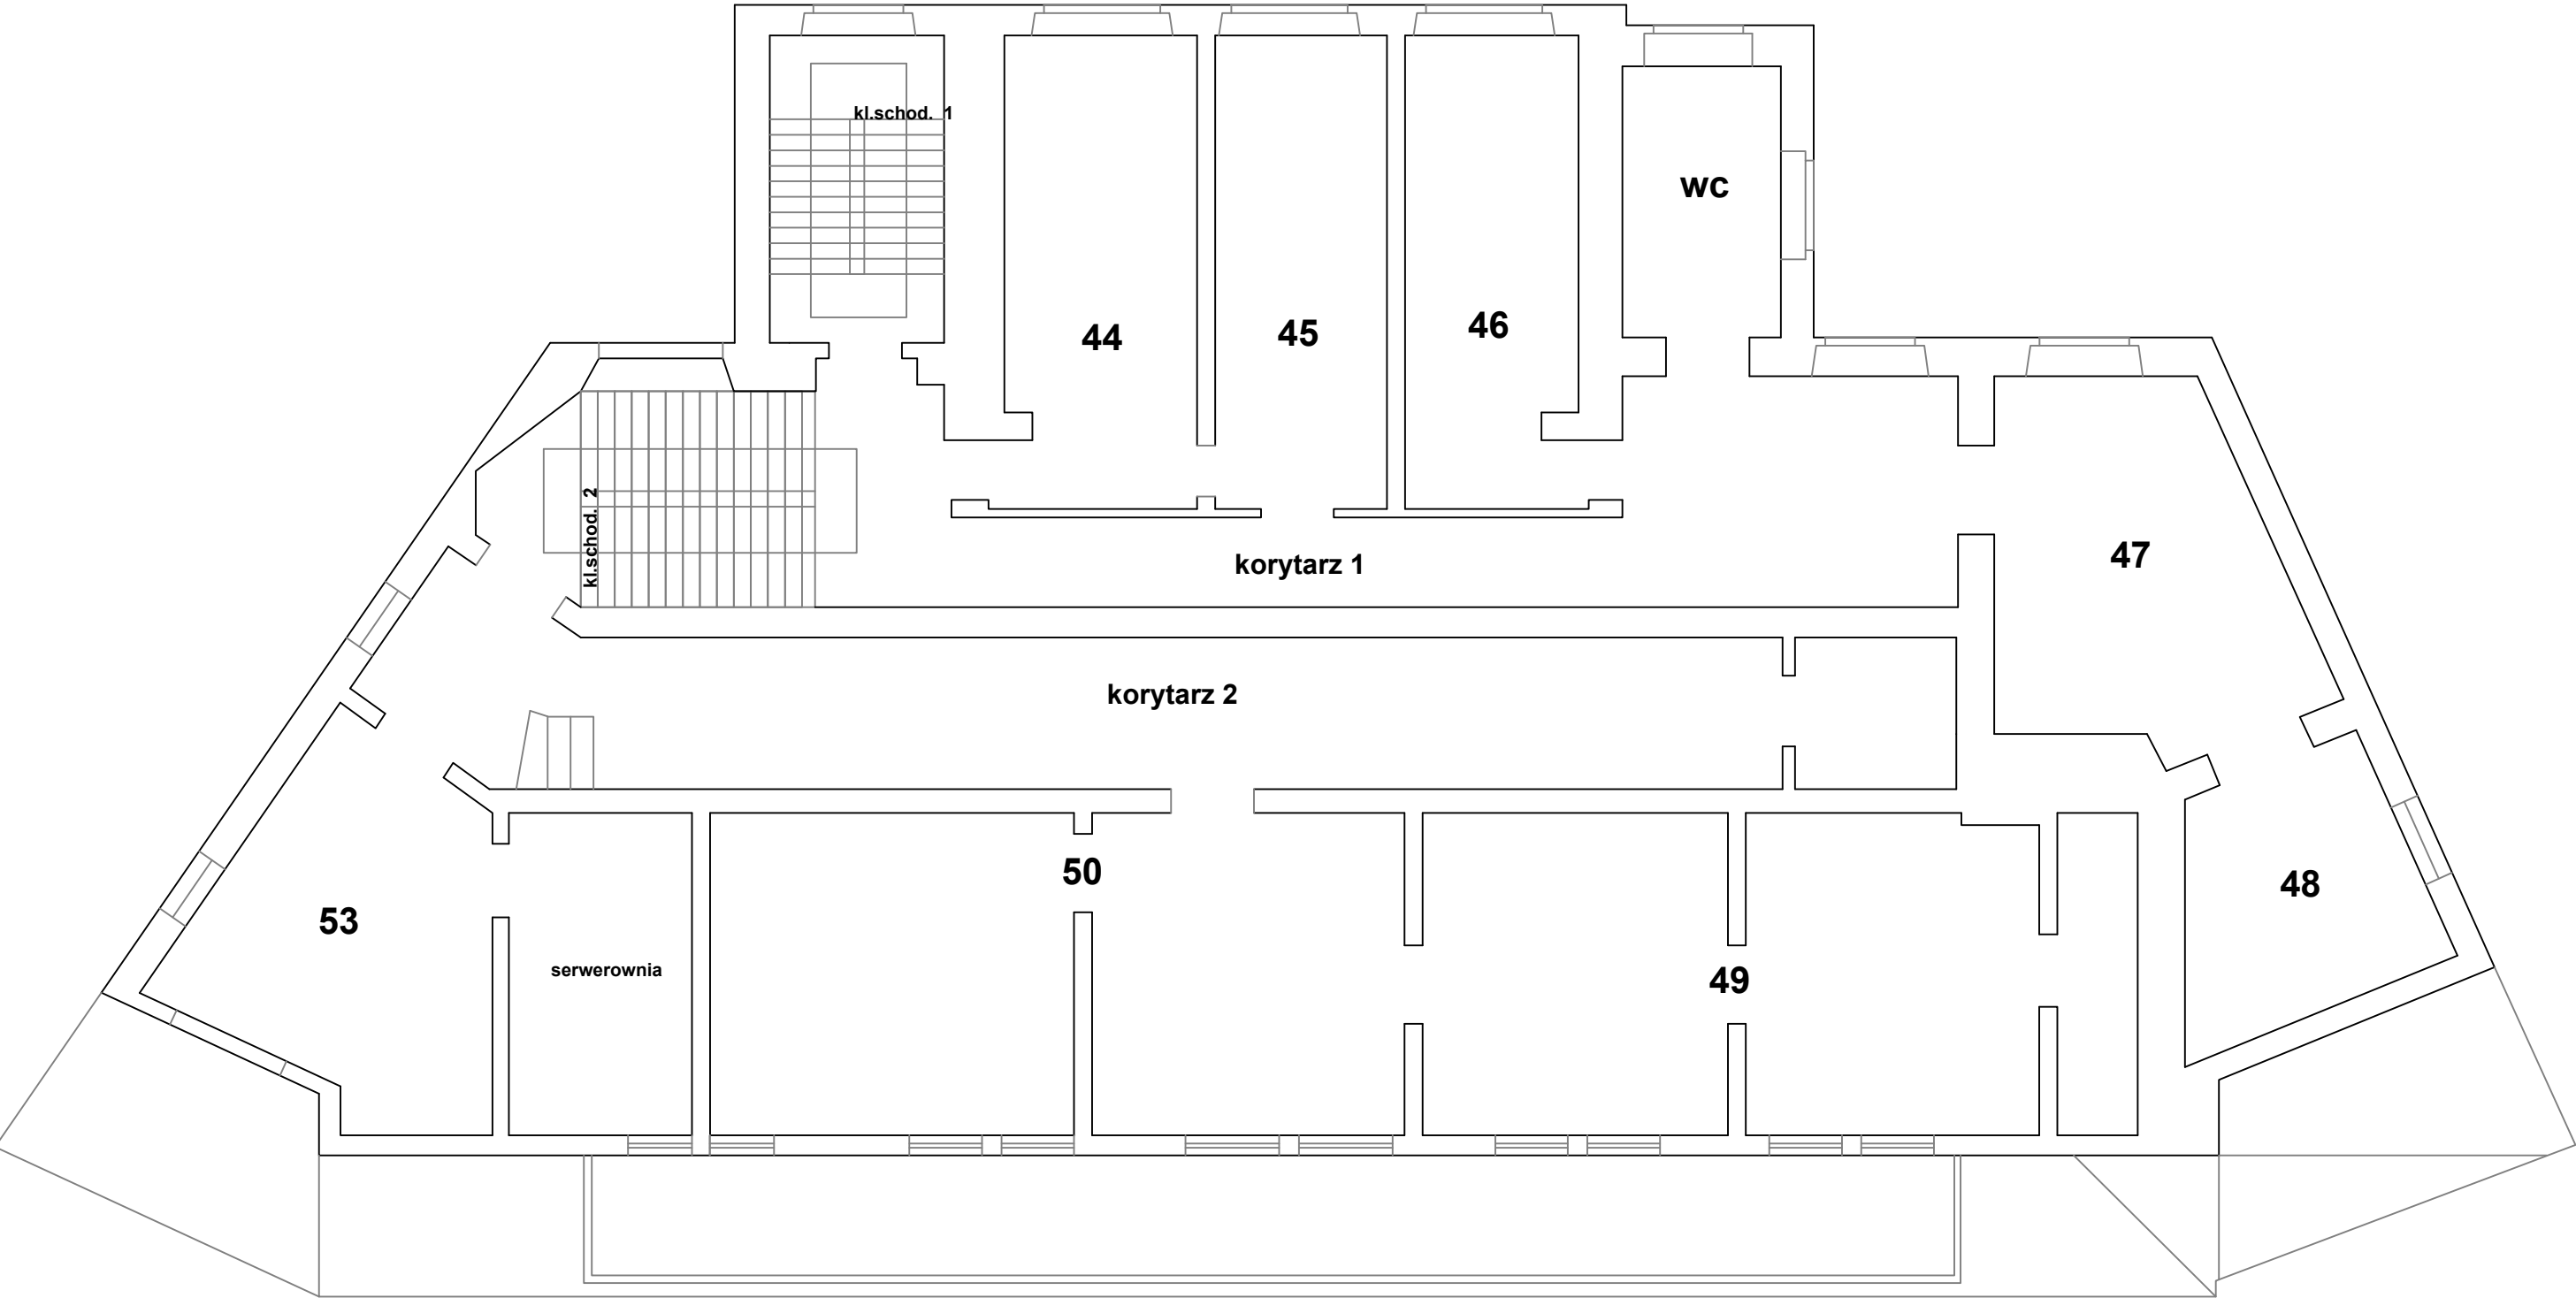 kl.schod. 1
wc
44
45
46
kl.schod. 2
korytarz 1
47
korytarz 2
50
48
53
serwerownia
49